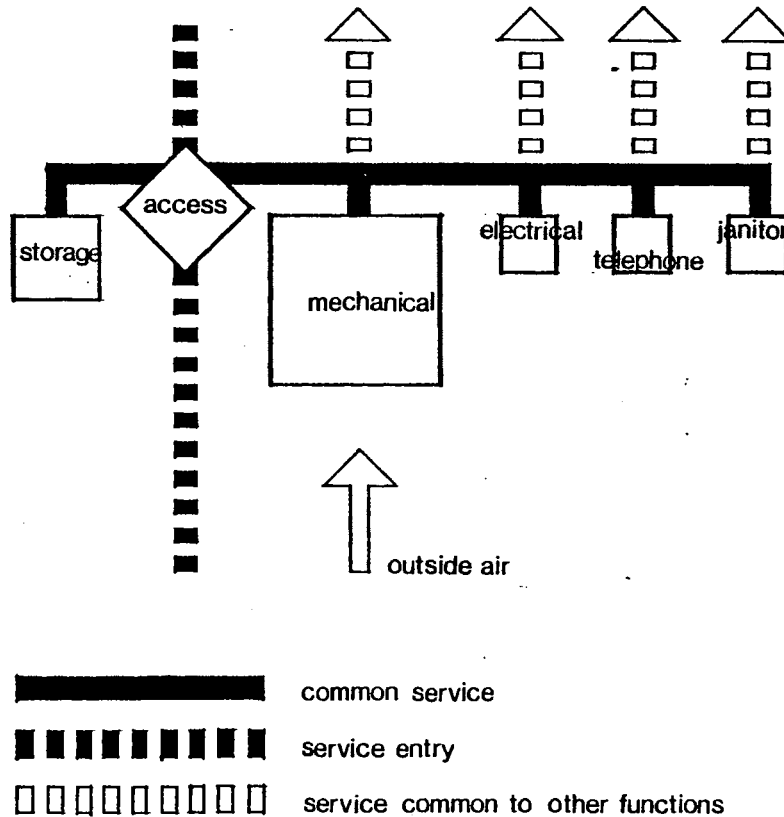 access
storage
electrical
janitor
telephone
mechanical
outside air
common service
service entry
service common to other functions